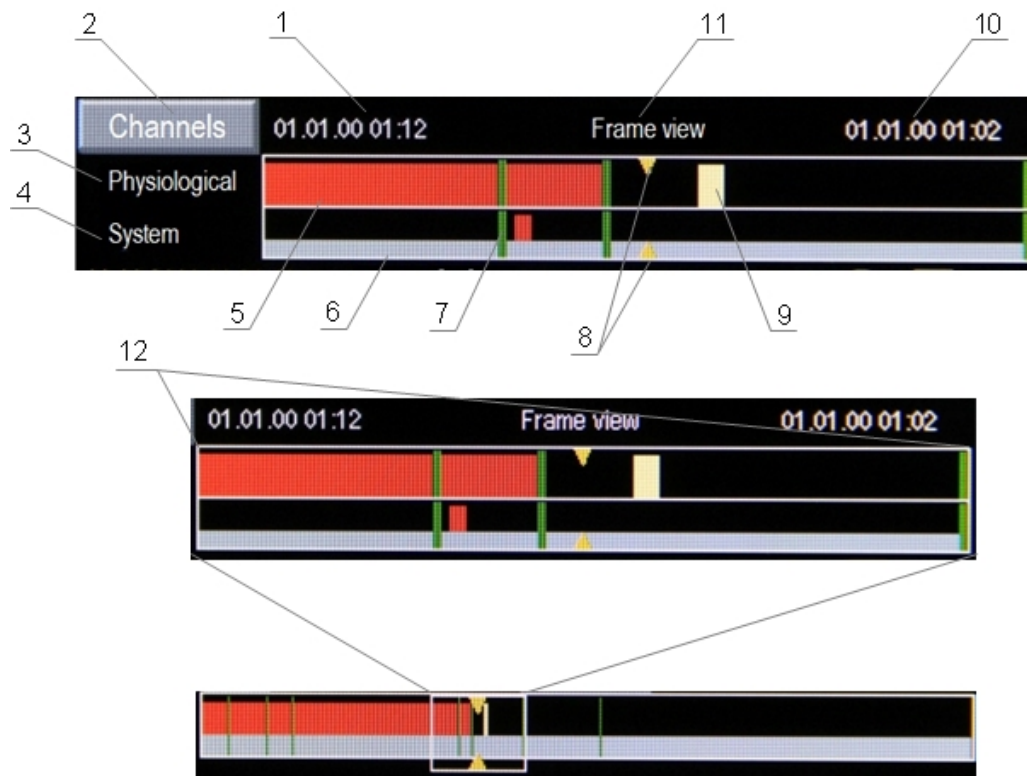 2 1 11 10
Channels 01.01.00 01:12 Frame view 01.01.00 01:02
3
Physiological
4
System
5 6 7 8 9
12
01.01.00 01:12 Frame view 01.01.00 01:02